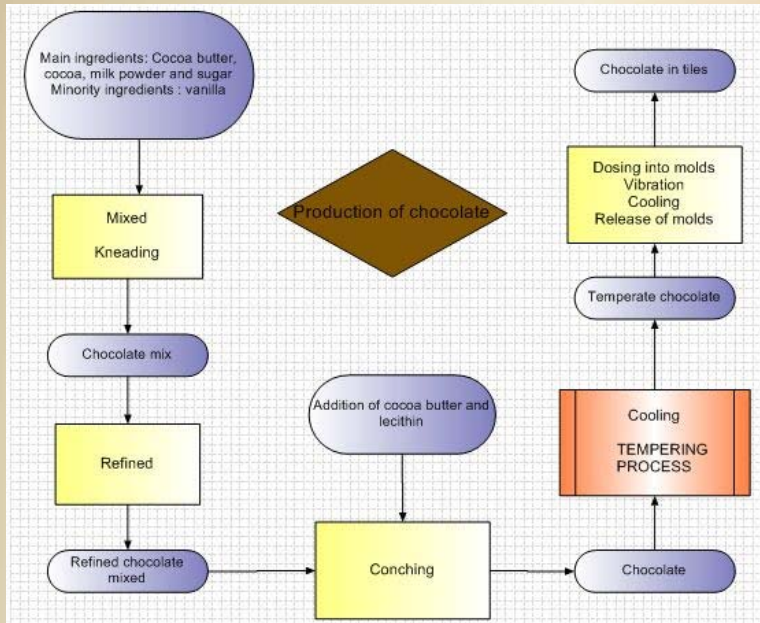 Main ingredients: Cocoa butter,
cocoa, milk powder and sugar
Minority ingredients : vanilla
Mixed
Kneading
Chocolate mix
Refined
Refined chocolate
mixed
Production of chocolate
Addition of cocoa butter and
lecithin
Conching
Chocolate
Cooling
TEMPERING
PROCESS
Temperate chocolate
Dosing into molds
Vibration
Cooling
Release of molds
Chocolate in tiles